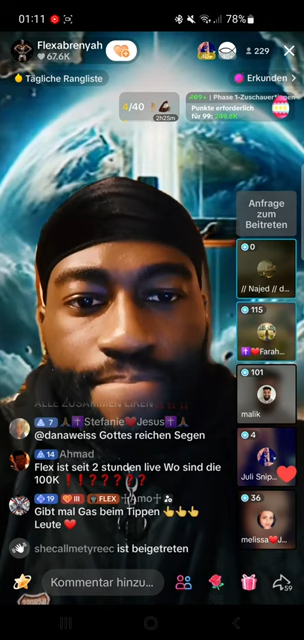 01:11
78%
Flexabrenyah
67.6K
229
Tägliche Rangliste
Erkunden >
4/40
2h25m
Phase 1-Zuschauer*innen
Punkte erforderlich
für 99:
Anfrage
zum
Beitreten
0
// Najed // d...
115
Farah...
101
malik
4
Juli Snip...
36
melissa❤️J...
ALLE ZUSAMMEN LIKEN
7 Stefanie❤️Jesus
@danaweiss Gottes reichen Segen
14 Ahmad
Flex ist seit 2 stunden live Wo sind die
100K ❗❗❓❓❓❓❓
19 III FLEX
Gibt mal Gas beim Tippen 👆👆👆
Leute ❤️
shecallmetyreec ist beigetreten
Kommentar hinzu...
59